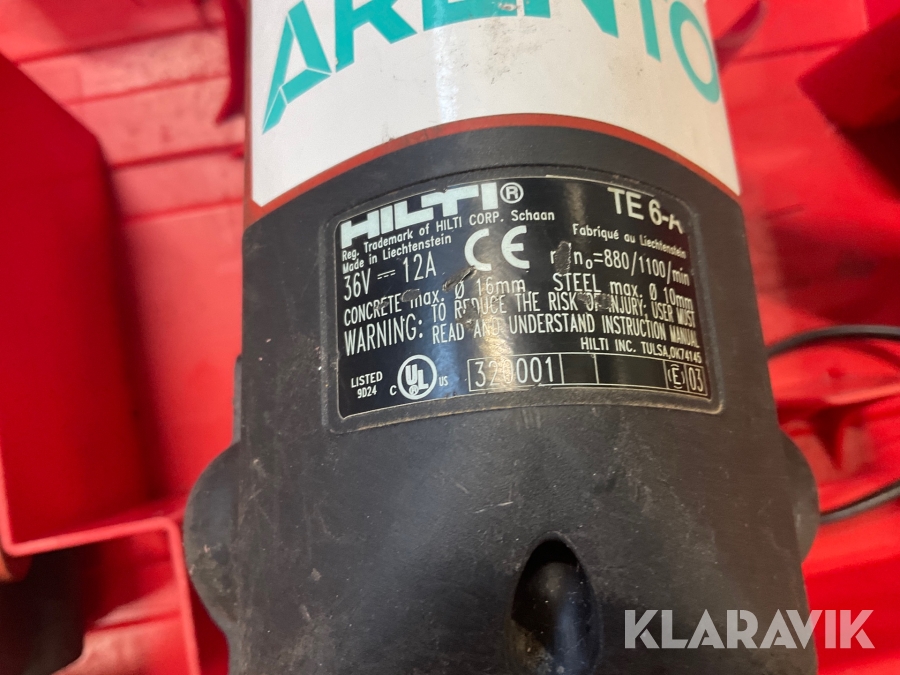 ARENTO
HILTI® TE 6-A
Reg. Trademark of HILTI CORP. Schaan
Made in Liechtenstein Fabriqué au Liechtenstein
36V ⎓ 12A CE n₀=880/1100/min
CONCRETE max. Ø 16mm STEEL max. Ø 10mm
WARNING: TO REDUCE THE RISK OF INJURY, USER MUST
READ AND UNDERSTAND INSTRUCTION MANUAL
HILTI INC. TULSA,OK74145
LISTED
9D24
C UL® US
E 03
KLARAVIK